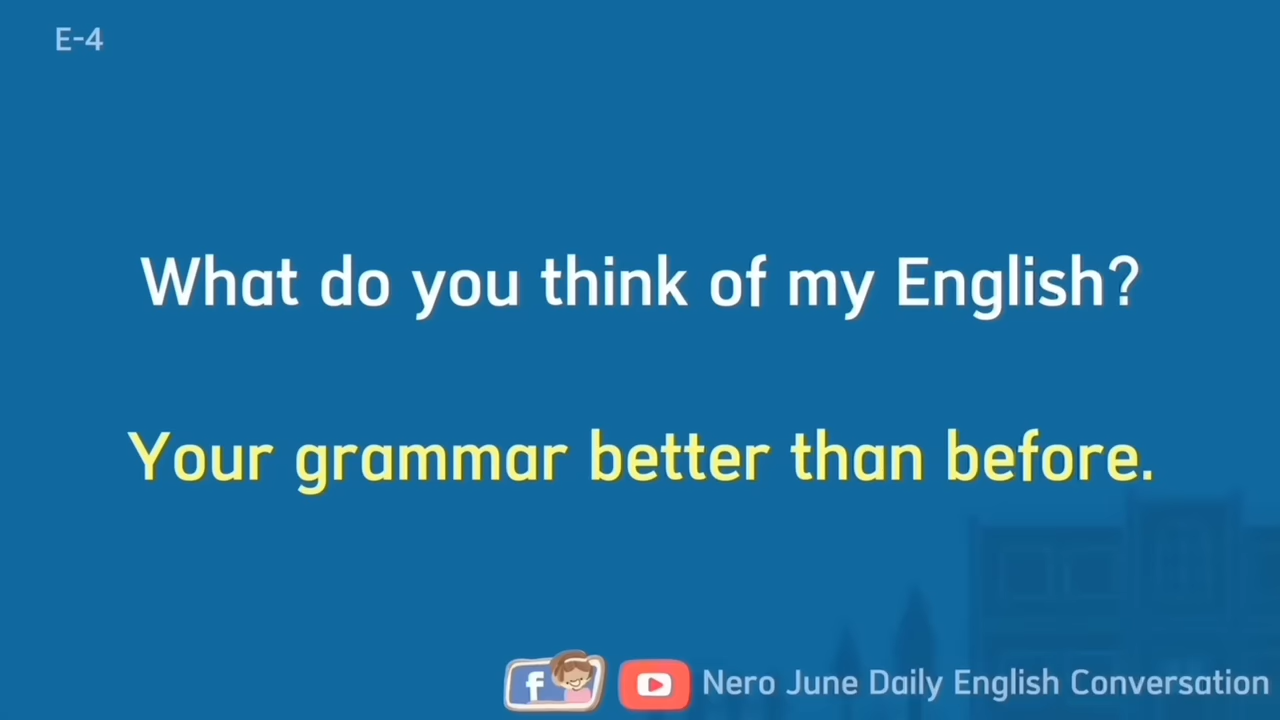 E-4
What do you think of my English?
Your grammar better than before.
f Nero June Daily English Conversation